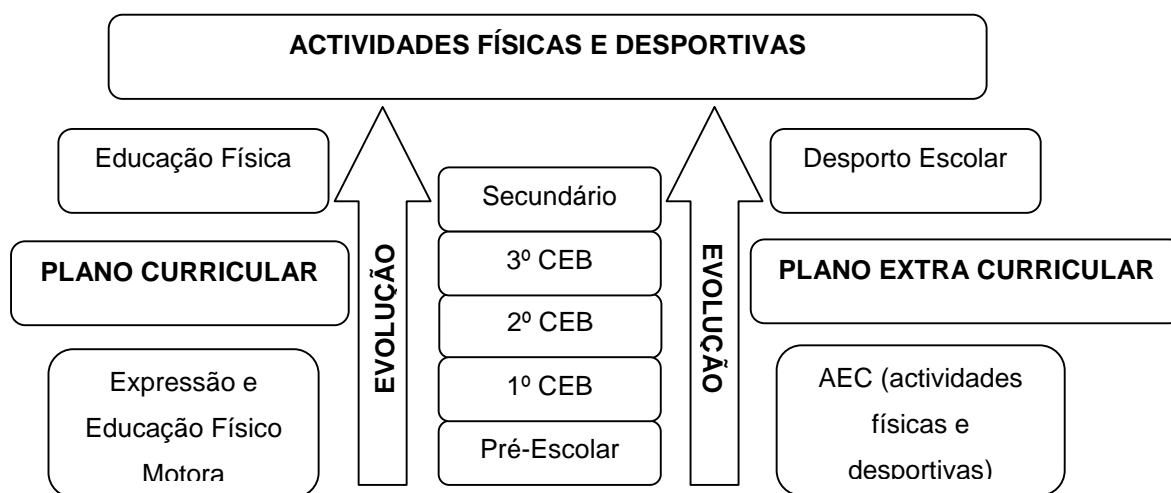 ACTIVIDADES FÍSICAS E DESPORTIVAS
Educação Física
PLANO CURRICULAR
Expressão e
Educação Físico
Motora
EVOLUÇÃO
Secundário
3º CEB
2º CEB
1º CEB
Pré-Escolar
EVOLUÇÃO
Desporto Escolar
PLANO EXTRA CURRICULAR
AEC (actividades
físicas e
desportivas)